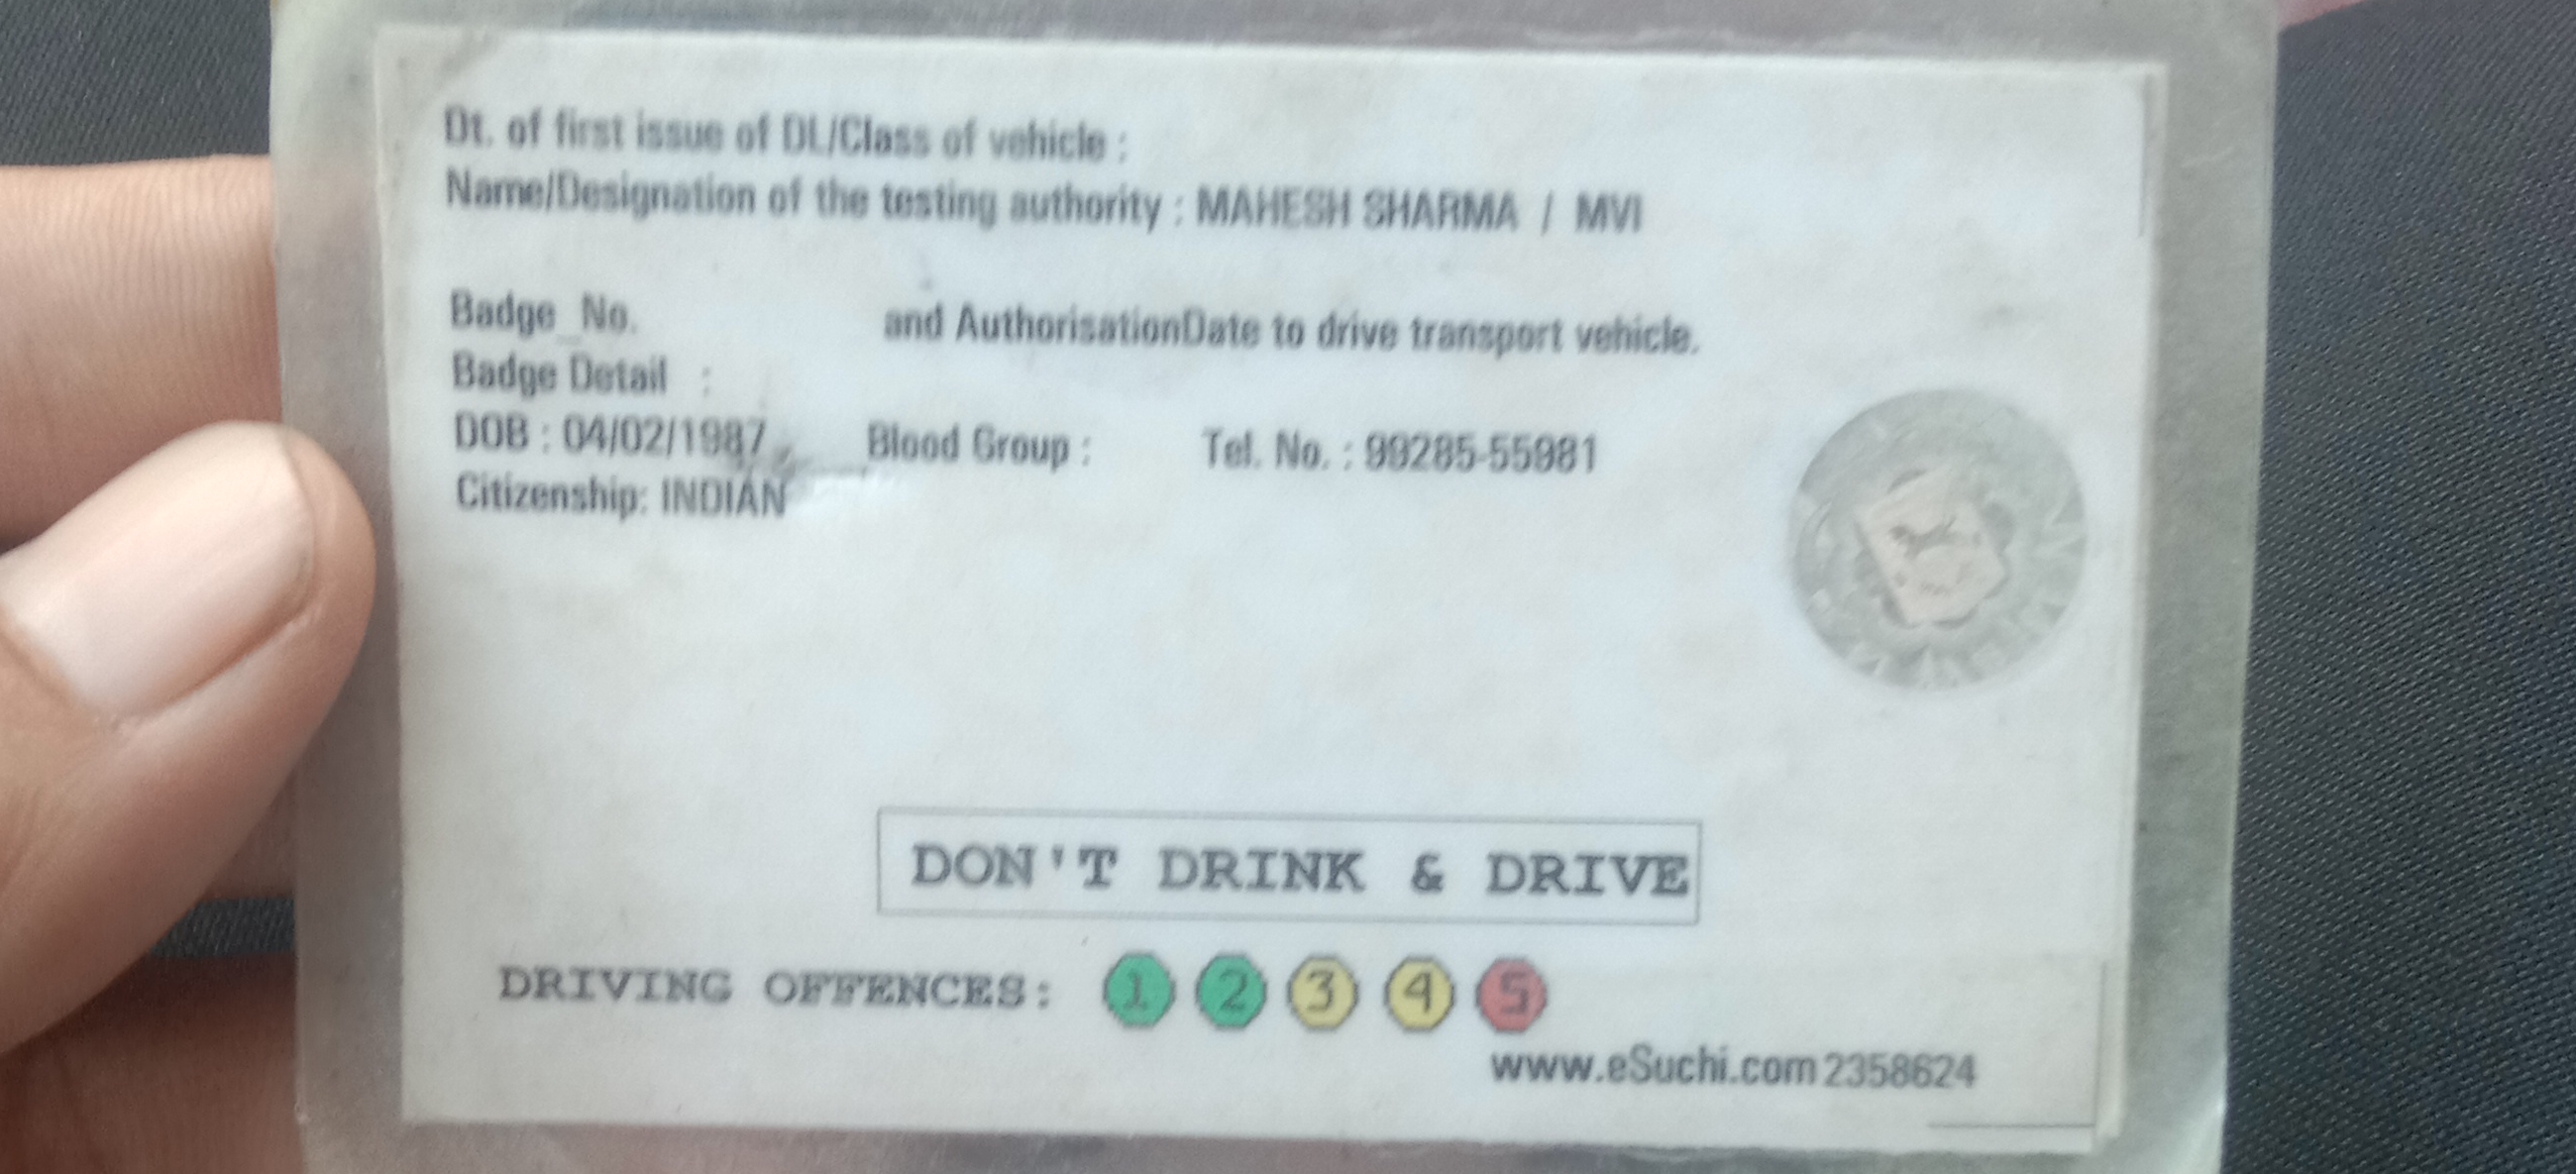 Dt. of first issue of DL/Class of vehicle :
Name/Designation of the testing authority : MAHESH SHARMA / MVI
Badge No. and AuthorisationDate to drive transport vehicle.
Badge Detail :
DOB : 04/02/1987 Blood Group : Tel. No. : 99285-55981
Citizenship: INDIAN
DON'T DRINK & DRIVE
DRIVING OFFENCES: 1 2 3 4 5
www.eSuchi.com 2358624